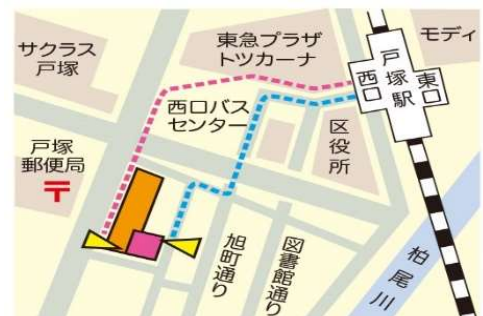 サクラス
戸塚
東急プラザ
トツカーナ
モディ
西口
戸塚駅
東口
西口バス
センター
区役所
戸塚
郵便局
〒
旭町通り
図書館通り
柏尾川